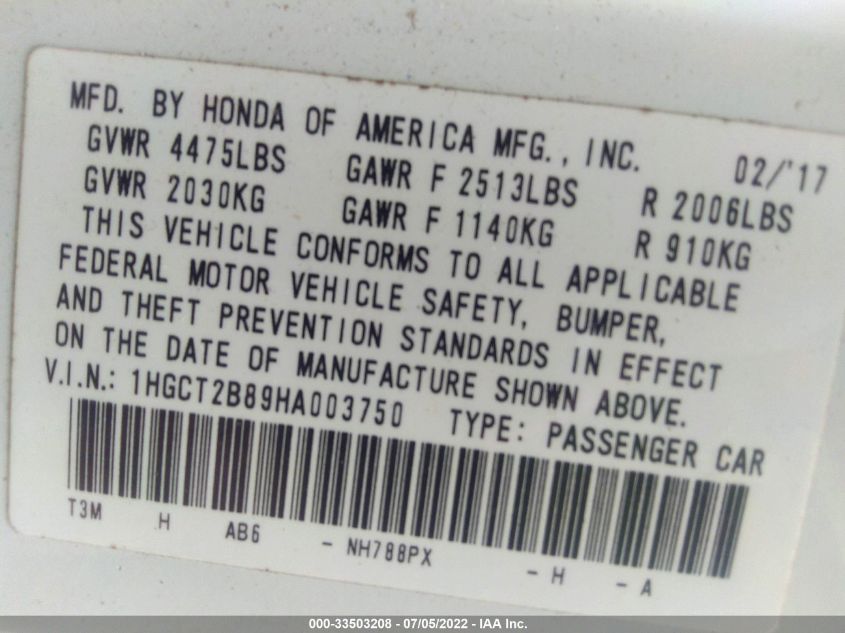 MFD. BY HONDA OF AMERICA MFG., INC. 02/'17
GVWR 4475LBS GAWR F 2513LBS R 2006LBS
GVWR 2030KG GAWR F 1140KG R 910KG
THIS VEHICLE CONFORMS TO ALL APPLICABLE
FEDERAL MOTOR VEHICLE SAFETY, BUMPER,
AND THEFT PREVENTION STANDARDS IN EFFECT
ON THE DATE OF MANUFACTURE SHOWN ABOVE.
V.I.N.: 1HGCT2B89HA003750 TYPE: PASSENGER CAR
T3M H AB6 - NH788PX - H - A
000-33503208 - 07/05/2022 - IAA Inc.